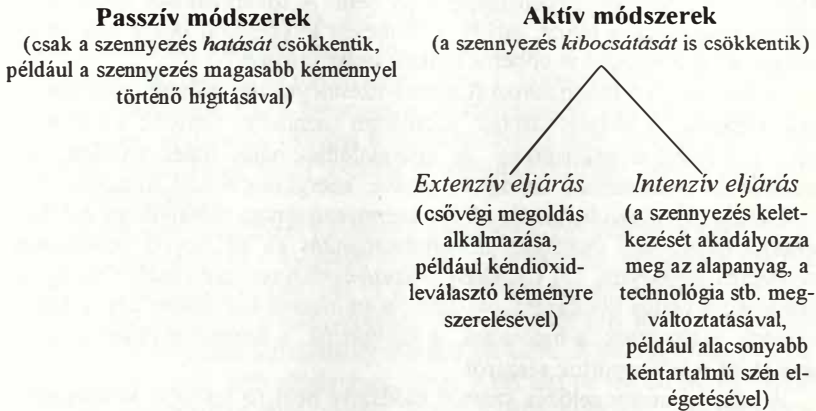 Passzív módszerek
(csak a szennyezés hatását csökkentik,
például a szennyezés magasabb kéménnyel
történő hígításával)
Aktív módszerek
(a szennyezés kibocsátását is csökkentik)
Extenzív eljárás
(csővégi megoldás
alkalmazása,
például kéndioxid-
leválasztó kéményre
szerelésével)
Intenzív eljárás
(a szennyezés kelet-
kezését akadályozza
meg az alapanyag, a
technológia stb. meg-
változtatásával,
például alacsonyabb
kéntartalmú szén el-
égetésével)